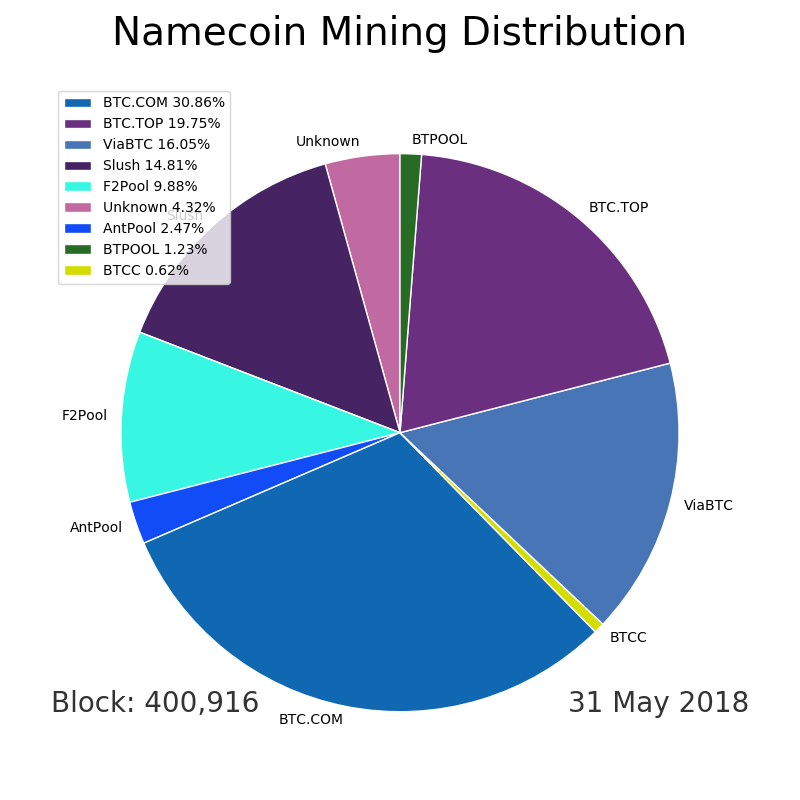 Namecoin Mining Distribution
BTC.COM 30.86%
BTC.TOP 19.75%
ViaBTC 16.05%
Slush 14.81%
F2Pool 9.88%
Unknown 4.32%
AntPool 2.47%
BTPOOL 1.23%
BTCC 0.62%
Unknown
BTPOOL
BTC.TOP
Slush
F2Pool
ViaBTC
AntPool
BTCC
BTC.COM
Block: 400,916
31 May 2018